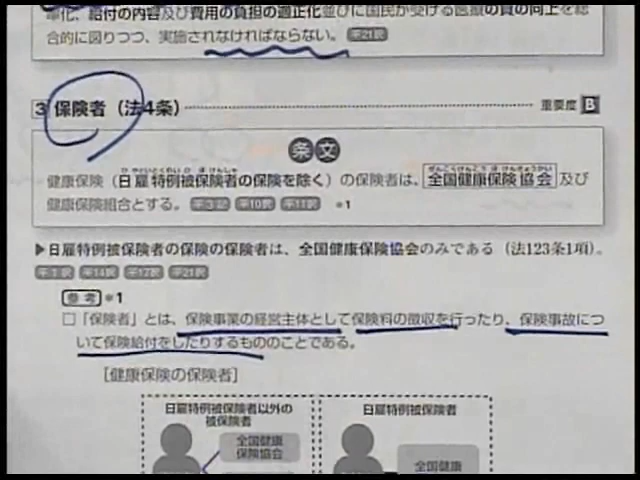 率化、給付の内容及び費用の負担の適正化並びに国民が受ける医療の質の向上を総
合的に図りつつ、実施されなければならない。 平21択
3 保険者（法4条） 重要度 B
条文
健康保険（日雇特例被保険者の保険を除く）の保険者は、全国健康保険協会及び
健康保険組合とする。 *1
▶日雇特例被保険者の保険の保険者は、全国健康保険協会のみである（法123条1項）。
参考 *1
□「保険者」とは、保険事業の経営主体として保険料の徴収を行ったり、保険事故につ
いて保険給付をしたりするもののことである。
［健康保険の保険者］
日雇特例被保険者以外の
被保険者
日雇特例被保険者
全国健康
保険協会
全国健康